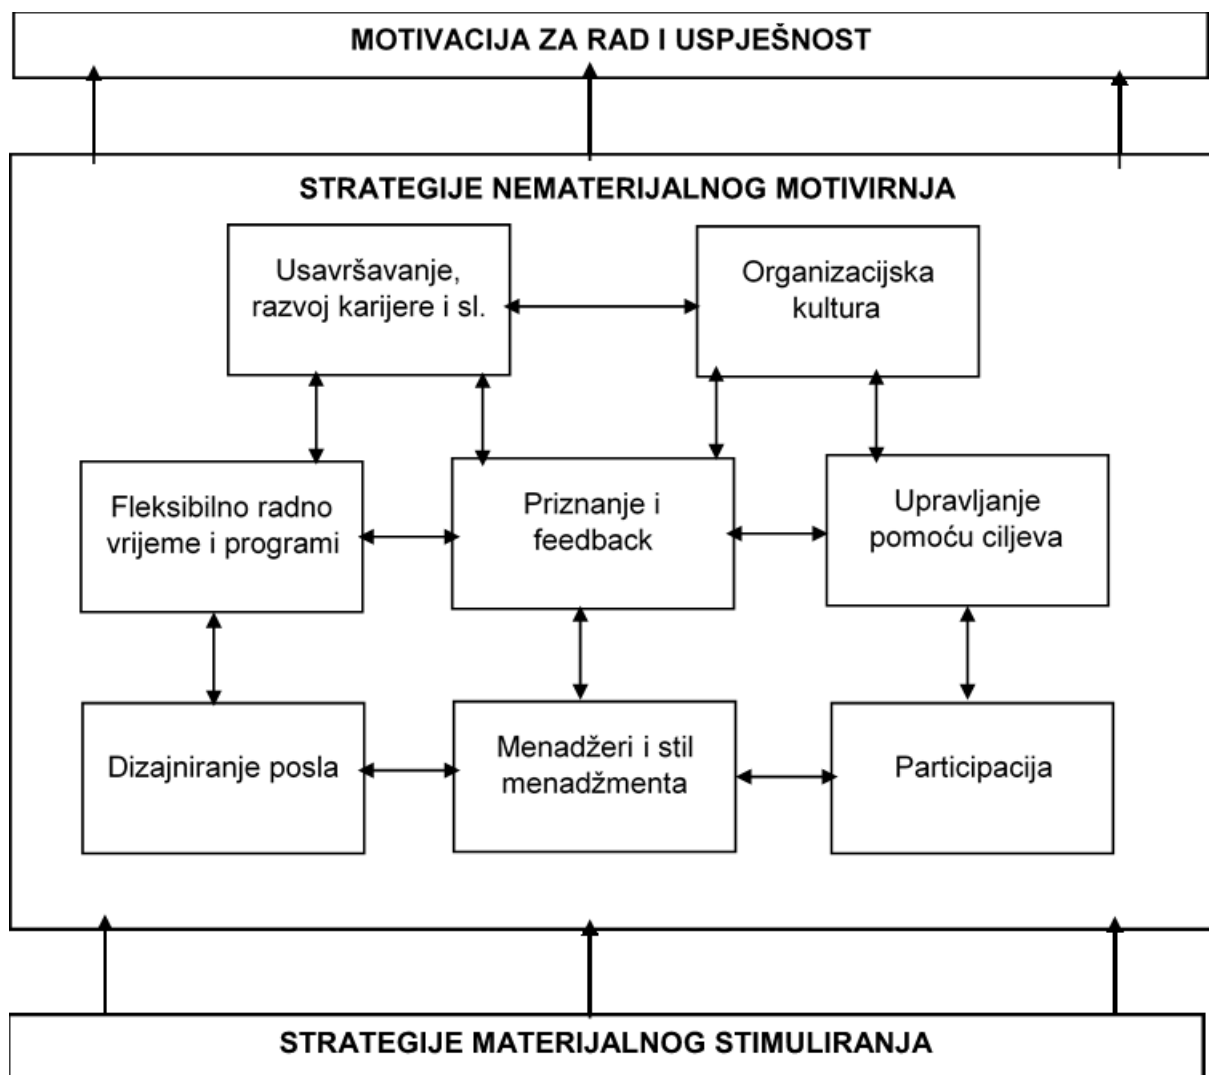 MOTIVACIJA ZA RAD I USPJEŠNOST
STRATEGIJE NEMATERIJALNOG MOTIVIRNJA
Usavršavanje,
razvoj karijere i sl.
Organizacijska
kultura
Fleksibilno radno
vrijeme i programi
Priznanje i
feedback
Upravljanje
pomoću ciljeva
Dizajniranje posla
Menadžeri i stil
menadžmenta
Participacija
STRATEGIJE MATERIJALNOG STIMULIRANJA